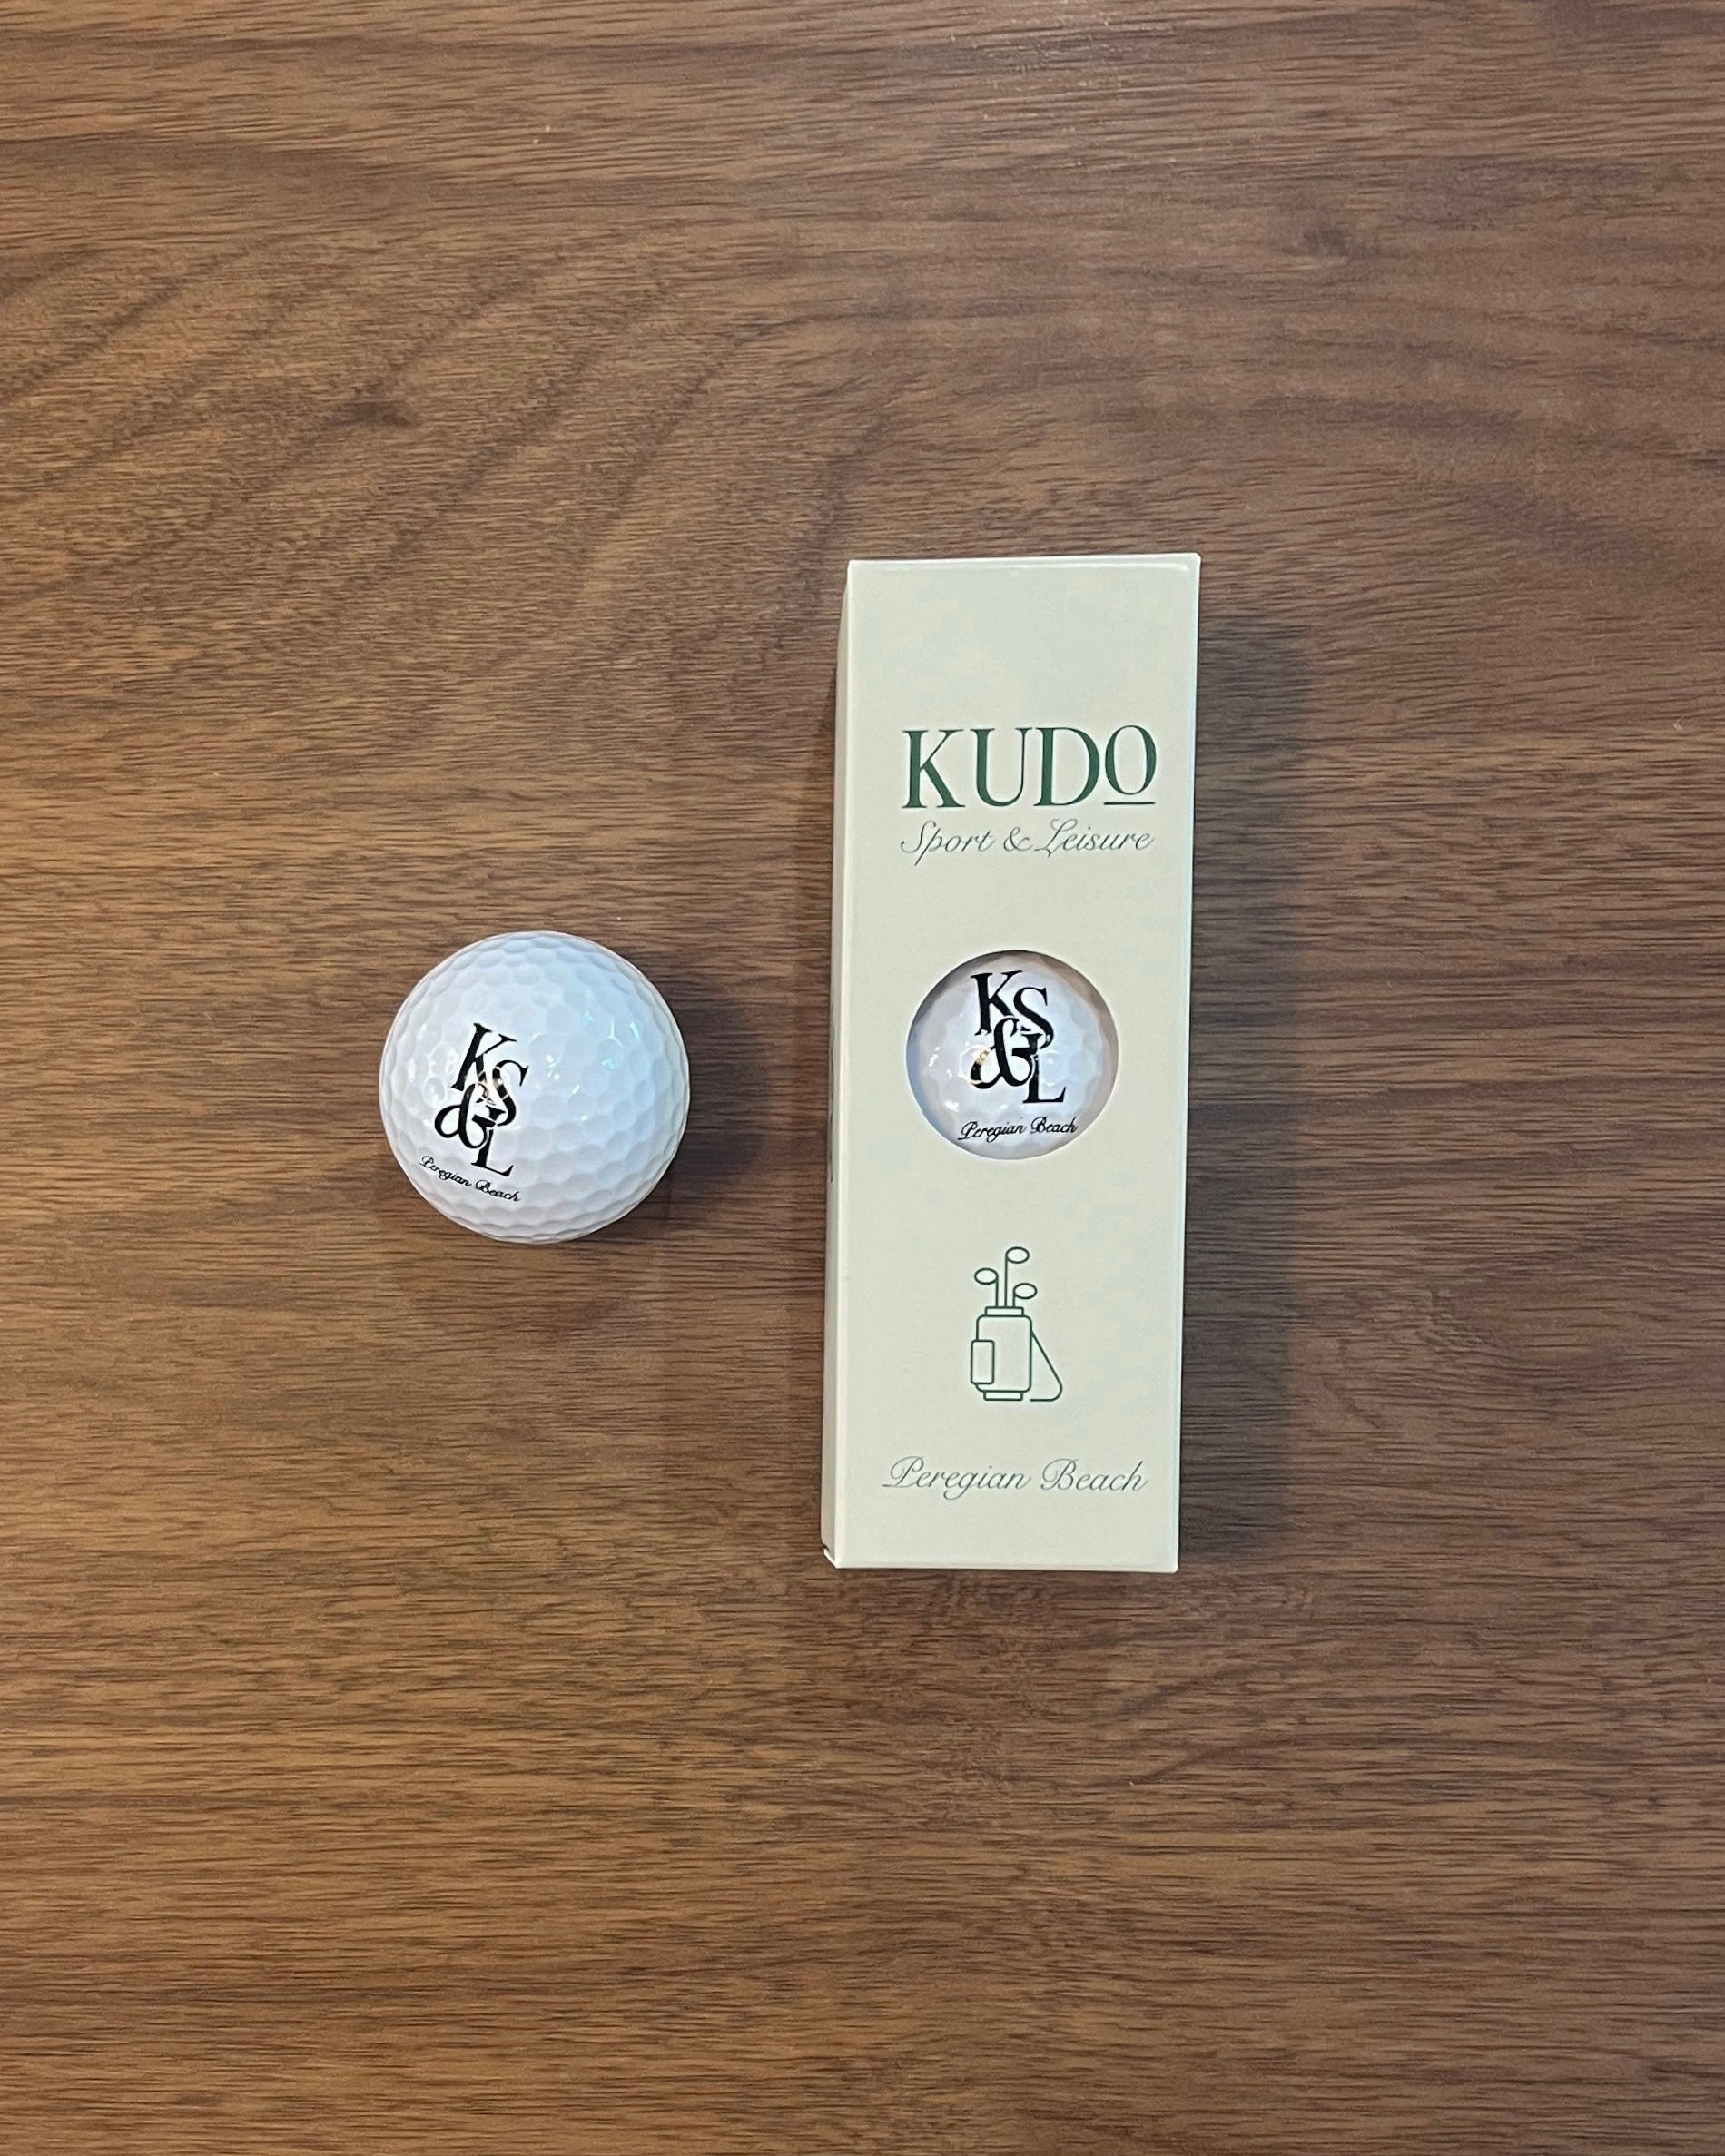 KS
&L
Peregian Beach
KUDO
Sport & Leisure
KS
&L
Peregian Beach
Peregian Beach